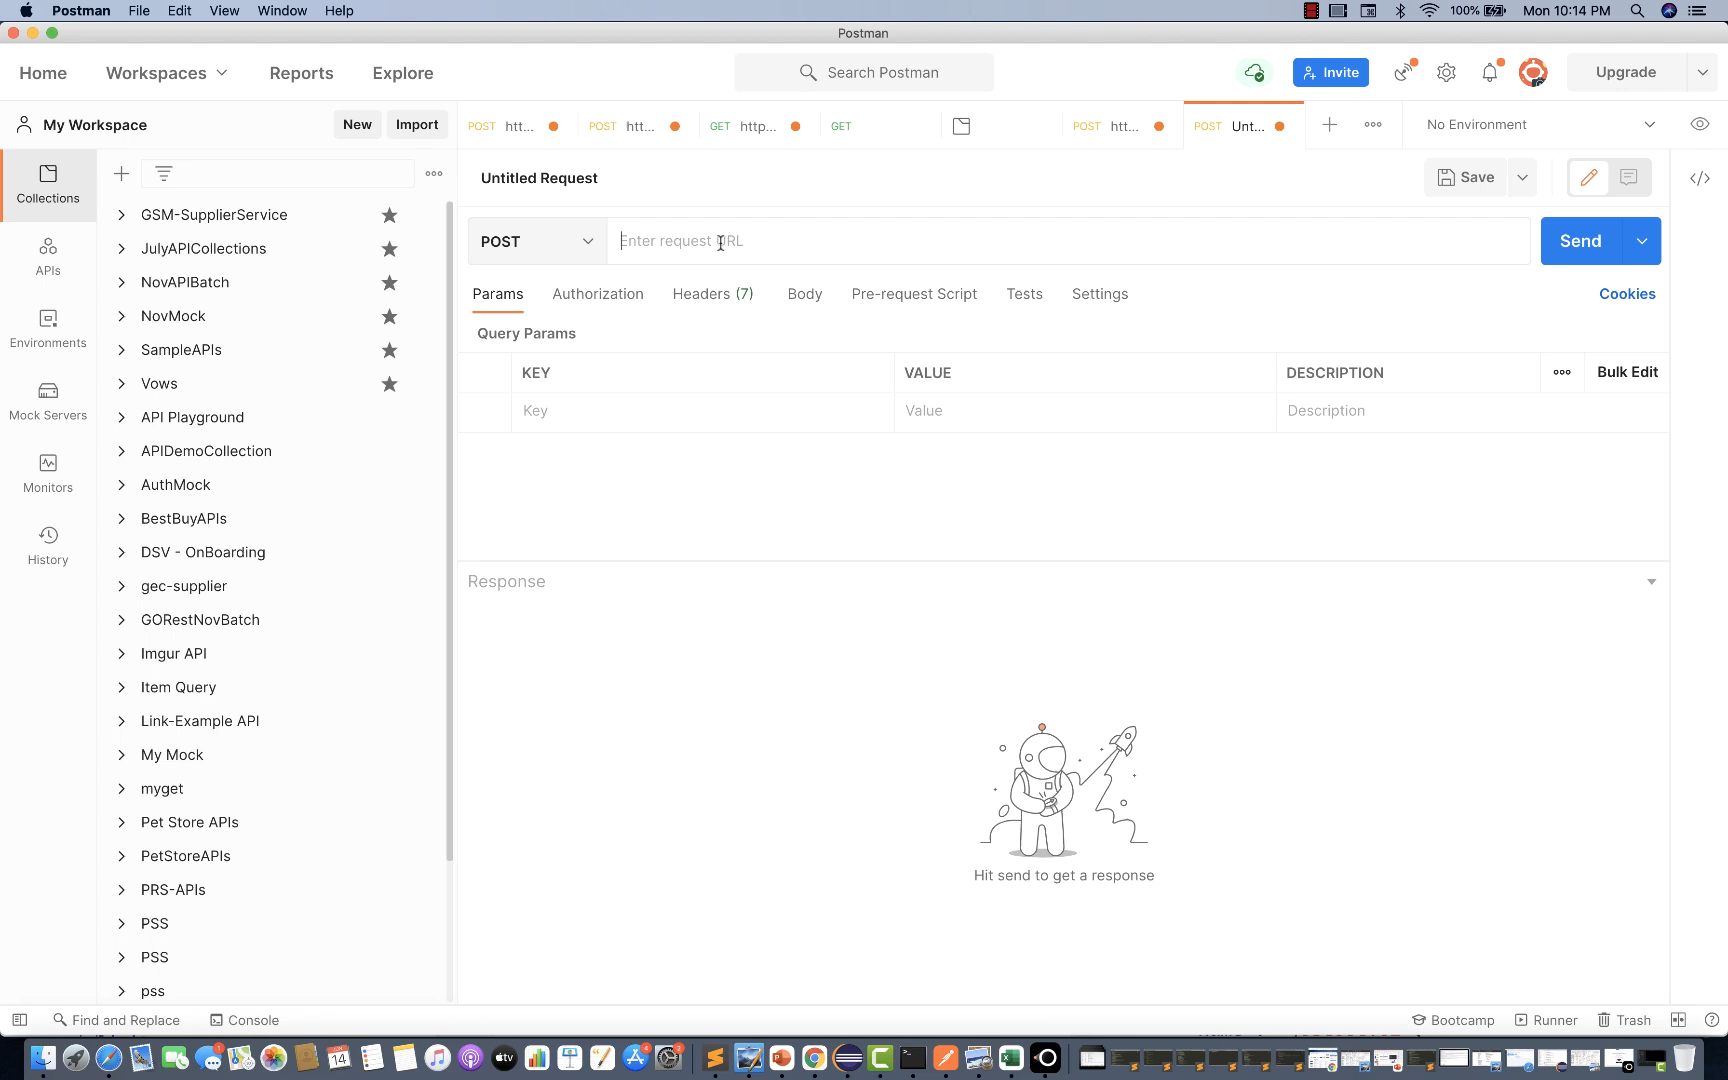 Postman File Edit View Window Help 100% Mon 10:14 PM
Postman
Home Workspaces Reports Explore Search Postman Invite Upgrade
My Workspace New Import POST htt... POST htt... GET http... GET POST htt... POST Unt... No Environment
Collections
APIs
Environments
Mock Servers
Monitors
History
GSM-SupplierService
JulyAPICollections
NovAPIBatch
NovMock
SampleAPIs
Vows
API Playground
APIDemoCollection
AuthMock
BestBuyAPIs
DSV - OnBoarding
gec-supplier
GORestNovBatch
Imgur API
Item Query
Link-Example API
My Mock
myget
Pet Store APIs
PetStoreAPIs
PRS-APIs
PSS
PSS
pss
Untitled Request Save
POST Enter request URL Send
Params Authorization Headers (7) Body Pre-request Script Tests Settings Cookies
Query Params
KEY VALUE DESCRIPTION Bulk Edit
Key Value Description
Response
Hit send to get a response
Find and Replace Console Bootcamp Runner Trash